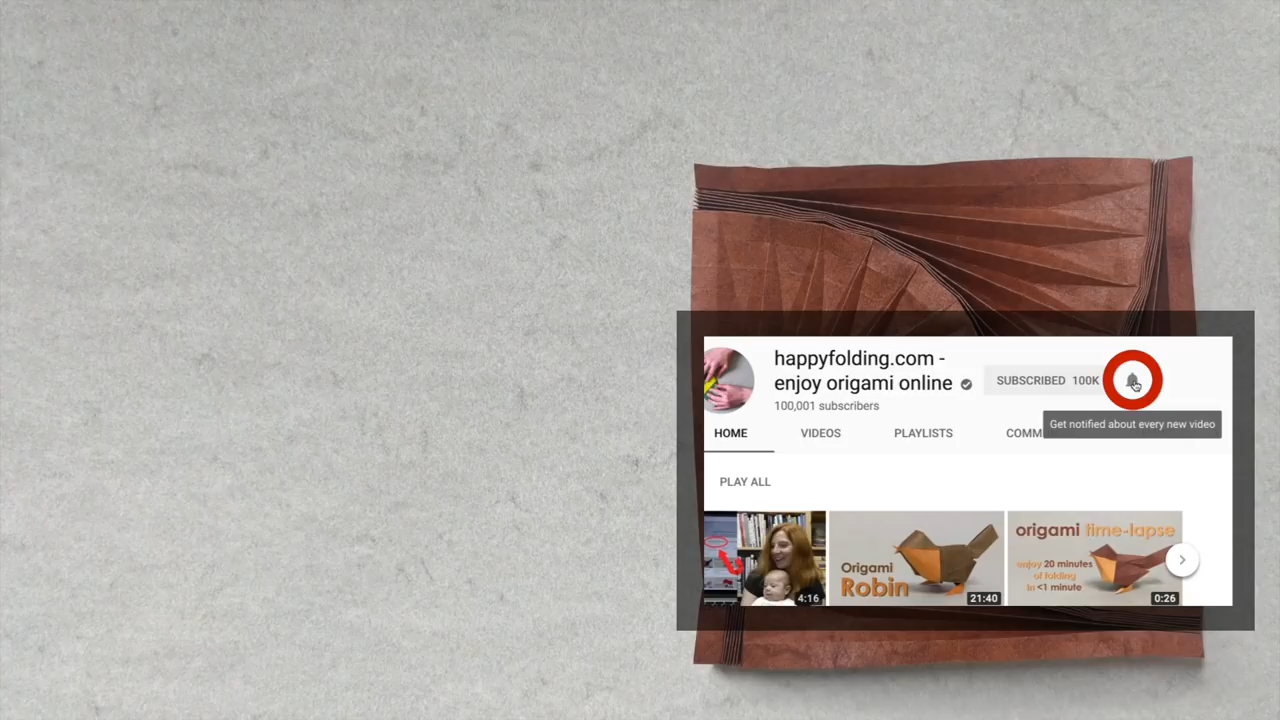 happyfolding.com -
enjoy origami online
SUBSCRIBED 100K
100,001 subscribers
Get notified about every new video
HOME VIDEOS PLAYLISTS COMM
PLAY ALL
4:16
Origami
Robin
21:40
origami time-lapse
enjoy 20 minutes
of folding
in <1 minute
0:26